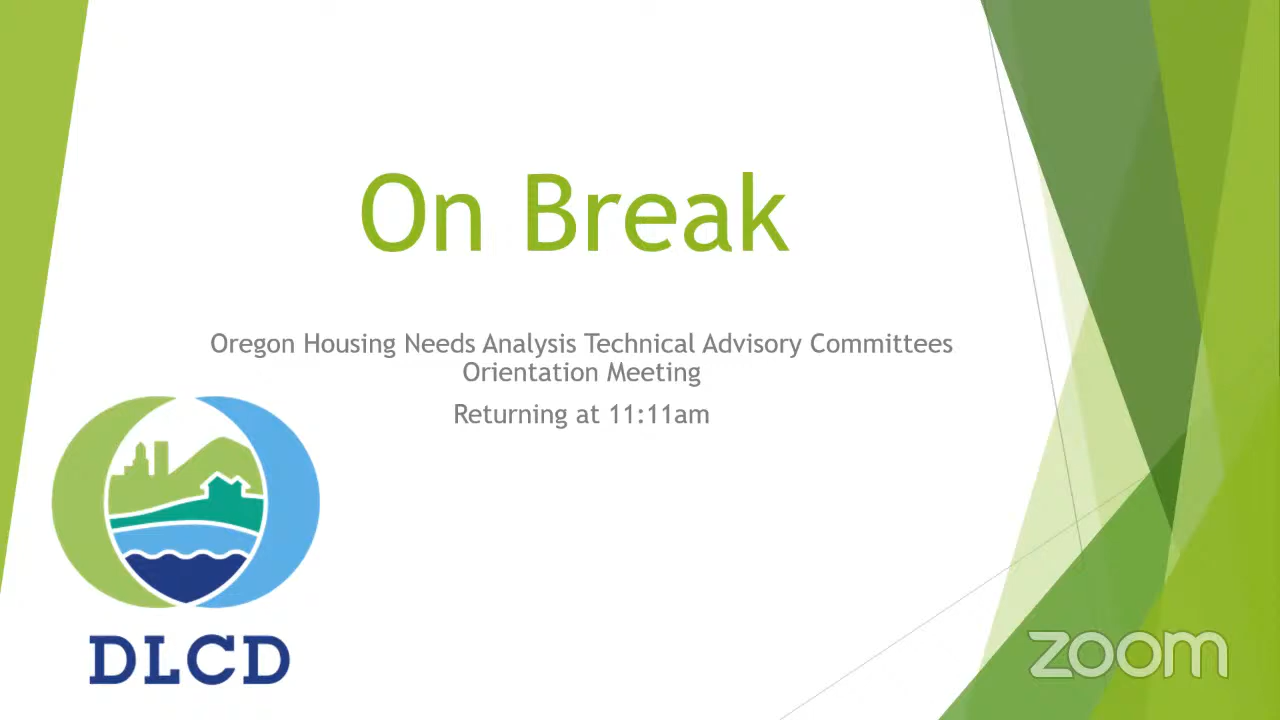 On Break
Oregon Housing Needs Analysis Technical Advisory Committees
Orientation Meeting
Returning at 11:11am
DLCD
zoom